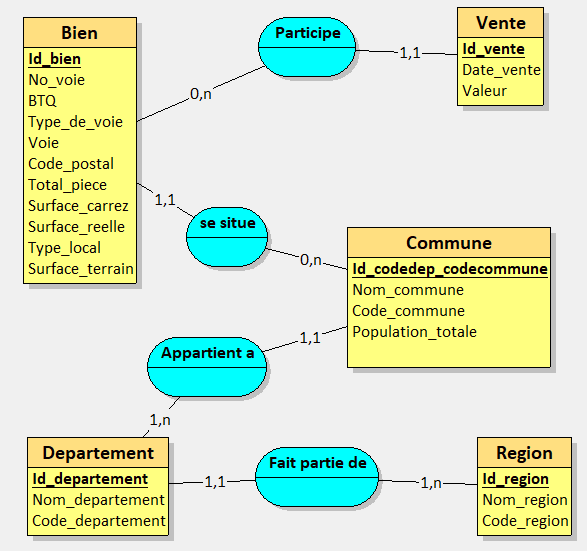 Bien
Id_bien
No_voie
BTQ
Type_de_voie
Voie
Code_postal
Total_piece
Surface_carrez
Surface_reelle
Type_local
Surface_terrain
0,n
Participe
1,1
Vente
Id_vente
Date_vente
Valeur
1,1
se situe
0,n
Commune
Id_codedep_codecommune
Nom_commune
Code_commune
Population_totale
1,1
Appartient a
1,n
Departement
Id_departement
Nom_departement
Code_departement
1,1
Fait partie de
1,n
Region
Id_region
Nom_region
Code_region